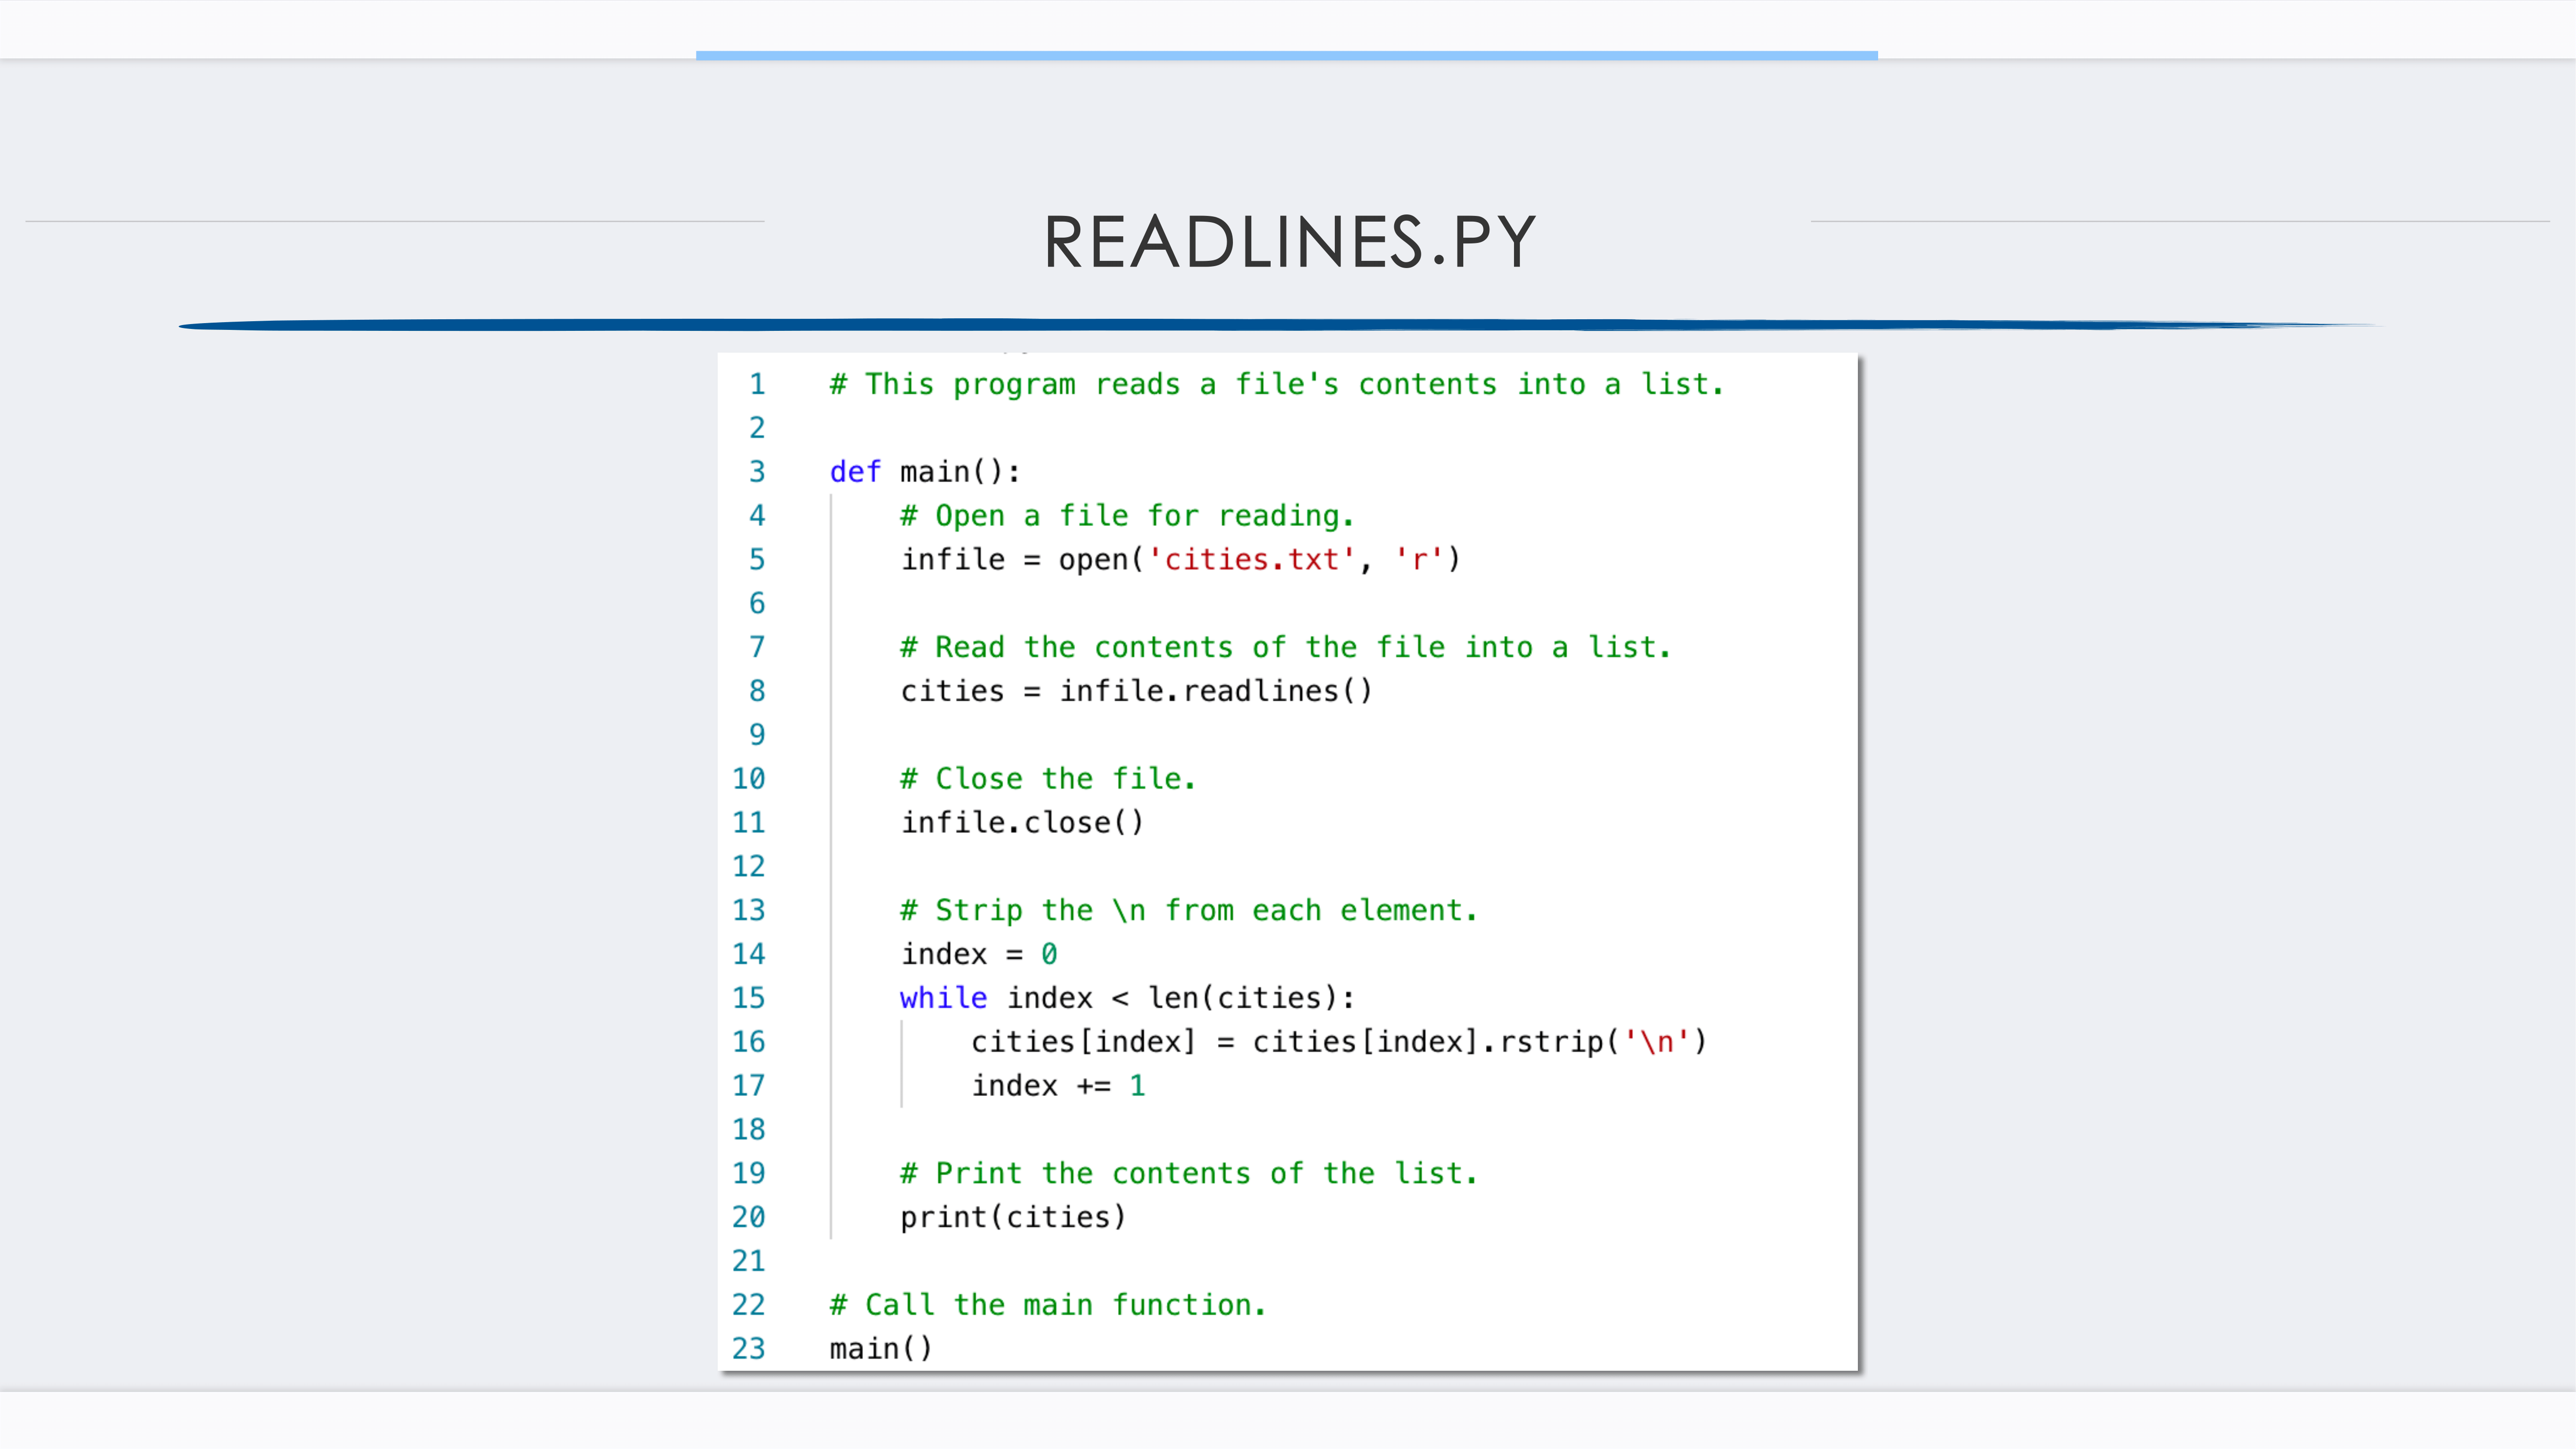 READLINES.PY
1 # This program reads a file's contents into a list.
2
3 def main():
4     # Open a file for reading.
5     infile = open('cities.txt', 'r')
6
7     # Read the contents of the file into a list.
8     cities = infile.readlines()
9
10     # Close the file.
11     infile.close()
12
13     # Strip the \n from each element.
14     index = 0
15     while index < len(cities):
16         cities[index] = cities[index].rstrip('\n')
17         index += 1
18
19     # Print the contents of the list.
20     print(cities)
21
22 # Call the main function.
23 main()